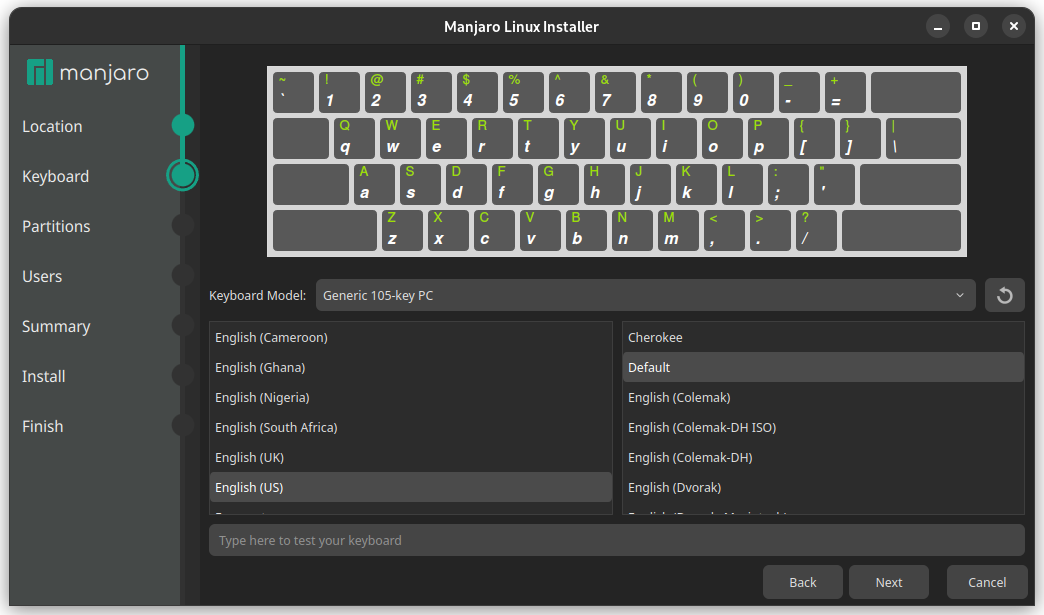 Manjaro Linux Installer
manjaro
Location
Keyboard
Partitions
Users
Summary
Install
Finish
~ ! @ # $ % ^ & * ( ) _ +
` 1 2 3 4 5 6 7 8 9 0 - =
Q W E R T Y U I O P { } |
q w e r t y u i o p [ ] \
A S D F G H J K L : "
a s d f g h j k l ; '
Z X C V B N M < > ?
z x c v b n m , . /
Keyboard Model: Generic 105-key PC
English (Cameroon)
English (Ghana)
English (Nigeria)
English (South Africa)
English (UK)
English (US)
Cherokee
Default
English (Colemak)
English (Colemak-DH ISO)
English (Colemak-DH)
English (Dvorak)
Type here to test your keyboard
Back Next Cancel